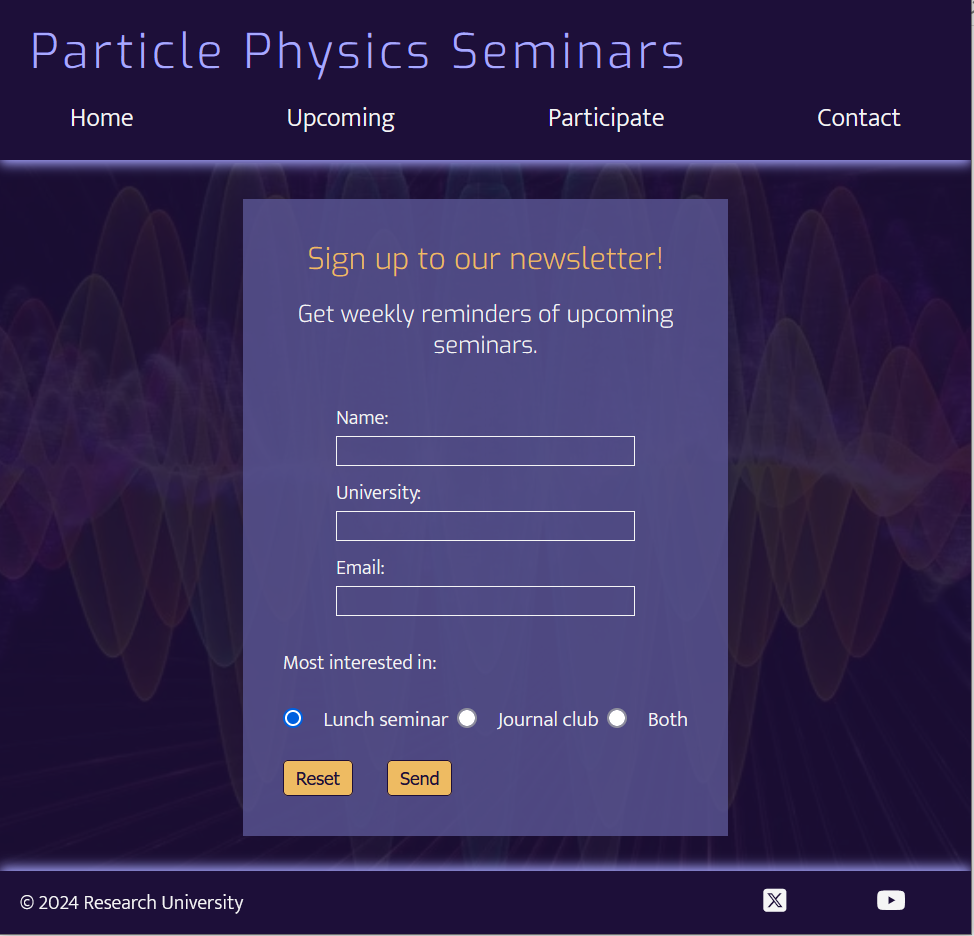 Particle Physics Seminars
Home Upcoming Participate Contact
Sign up to our newsletter!
Get weekly reminders of upcoming
seminars.
Name:
University:
Email:
Most interested in:
Lunch seminar Journal club Both
Reset Send
© 2024 Research University